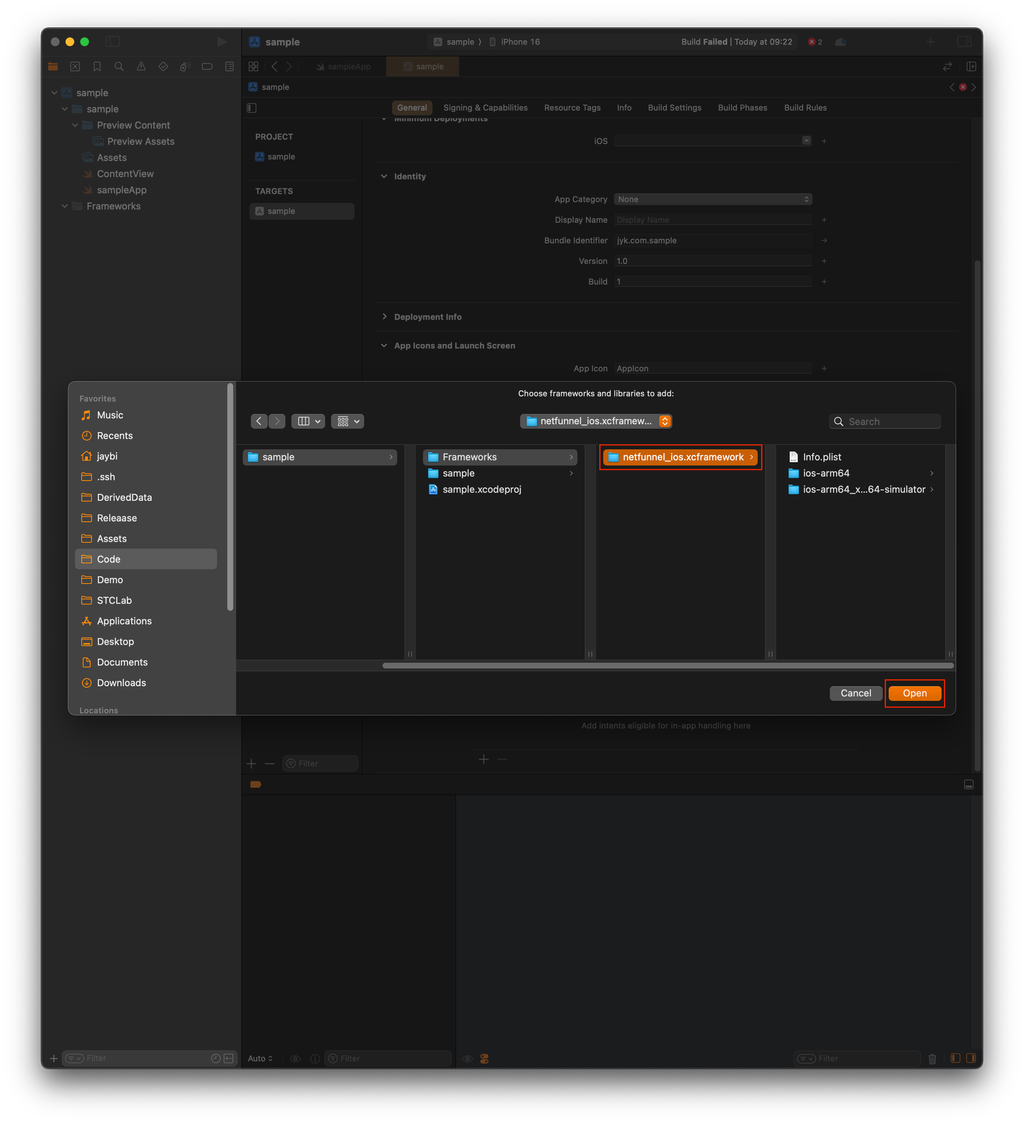 sample
sample
iPhone 16
Build Failed | Today at 09:22
2
sampleApp
sample
sample
sample
sample
Preview Content
Preview Assets
Assets
ContentView
sampleApp
Frameworks
General
Signing & Capabilities
Resource Tags
Info
Build Settings
Build Phases
Build Rules
PROJECT
sample
TARGETS
sample
Minimum Deployments
iOS
Identity
App Category
None
Display Name
Display Name
Bundle Identifier
jyk.com.sample
Version
1.0
Build
1
Deployment Info
App Icons and Launch Screen
App Icon
AppIcon
Choose frameworks and libraries to add:
Favorites
Music
Recents
jaybi
.ssh
DerivedData
Releaase
Assets
Code
Demo
STCLab
Applications
Desktop
Documents
Downloads
Locations
netfunnel_ios.xcframew...
Search
sample
Frameworks
sample
sample.xcodeproj
netfunnel_ios.xcframework
Info.plist
ios-arm64
ios-arm64_x...64-simulator
Cancel
Open
Add intents eligible for in-app handling here
Filter
Filter
Auto
Filter
Filter